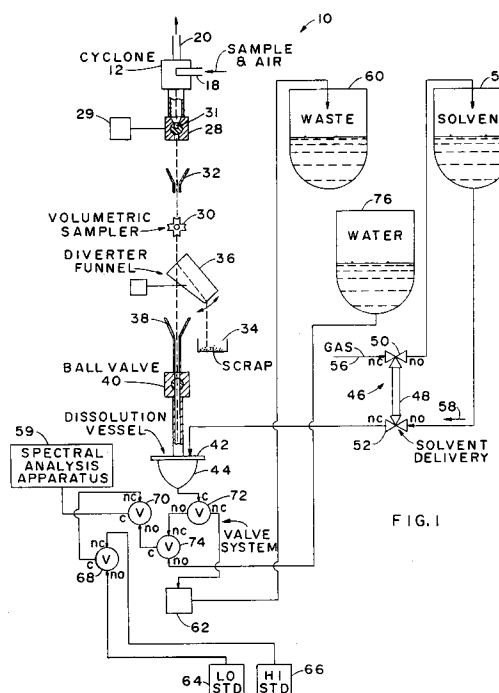 10
20
CYCLONE
12
SAMPLE
& AIR
18
60
WASTE
SOLVEN
29
31
28
32
VOLUMETRIC
SAMPLER
30
76
WATER
DIVERTER
FUNNEL
36
38
34
SCRAP
GAS
56
nc
50
no
46
48
58
BALL VALVE
40
nc
no
52
SOLVENT
DELIVERY
DISSOLUTION
VESSEL
42
44
59
SPECTRAL
ANALYSIS
APPARATUS
c
72
no
V
nc
nc
70
V
c
no
VALVE
SYSTEM
nc
74
V
c
no
nc
c
V
no
68
FIG. 1
62
64
LO
STD
HI
STD
66